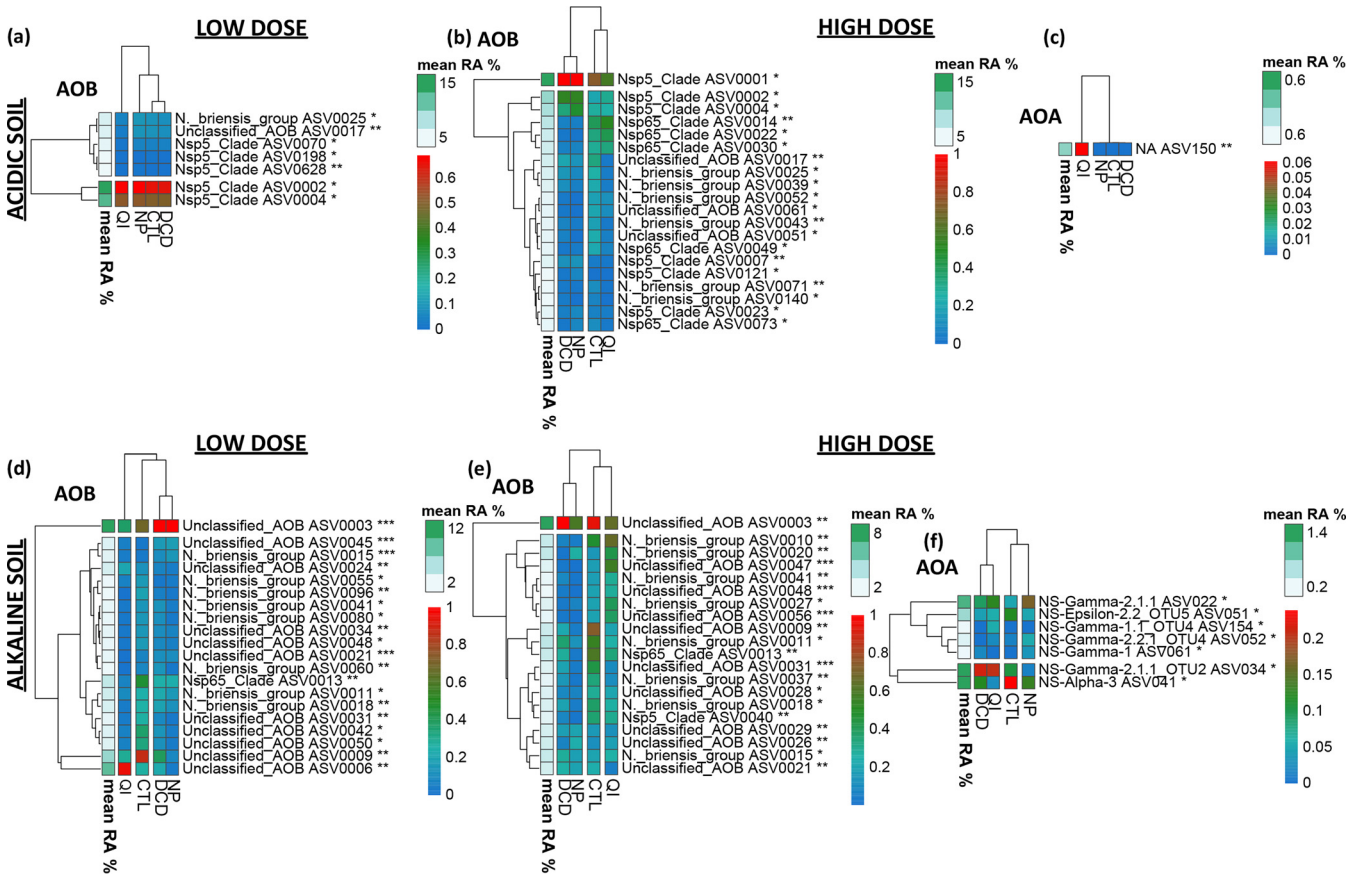 LOW DOSE
HIGH DOSE
ACIDIC SOIL
(a)
AOB
N._briensis_group ASV0025 *
Unclassified_AOB ASV0017 **
Nsp5_Clade ASV0070 *
Nsp5_Clade ASV0198 *
Nsp5_Clade ASV0628 **
Nsp5_Clade ASV0002 *
Nsp5_Clade ASV0004 *
mean RA %
QI
NP
CTL
DCD
mean RA %
15
5
0.6
0.5
0.4
0.3
0.2
0.1
0
(b)
AOB
Nsp5_Clade ASV0001 *
Nsp5_Clade ASV0002 *
Nsp5_Clade ASV0004 *
Nsp65_Clade ASV0014 **
Nsp65_Clade ASV0022 *
Nsp65_Clade ASV0030 *
Unclassified_AOB ASV0017 **
N._briensis_group ASV0025 *
N._briensis_group ASV0039 *
N._briensis_group ASV0052 *
Unclassified_AOB ASV0061 *
N._briensis_group ASV0043 **
Unclassified_AOB ASV0051 *
Nsp65_Clade ASV0049 *
Nsp5_Clade ASV0007 **
Nsp5_Clade ASV0121 *
N._briensis_group ASV0071 **
N._briensis_group ASV0140 *
Nsp5_Clade ASV0023 *
Nsp65_Clade ASV0073 *
mean RA %
DCD
NP
CTL
QI
mean RA %
15
5
1
0.8
0.6
0.4
0.2
0
(c)
AOA
NA ASV150 **
mean RA %
QI
NP
CTL
DCD
mean RA %
0.6
0.6
0.06
0.05
0.04
0.03
0.02
0.01
0
LOW DOSE
HIGH DOSE
ALKALINE SOIL
(d)
AOB
Unclassified_AOB ASV0003 ***
Unclassified_AOB ASV0045 **
N._briensis_group ASV0015 ***
Unclassified_AOB ASV0024 **
N._briensis_group ASV0055 *
N._briensis_group ASV0096 **
N._briensis_group ASV0041 *
N._briensis_group ASV0080 *
Unclassified_AOB ASV0034 **
Unclassified_AOB ASV0048 *
Unclassified_AOB ASV0021 ***
N._briensis_group ASV0060 **
Nsp65_Clade ASV0013 **
N._briensis_group ASV0011 *
N._briensis_group ASV0018 **
Unclassified_AOB ASV0031 **
Unclassified_AOB ASV0042 *
Unclassified_AOB ASV0050 *
Unclassified_AOB ASV0009 **
Unclassified_AOB ASV0006 **
mean RA %
QI
CTL
DCD
NP
mean RA %
12
2
1
0.8
0.6
0.4
0.2
0
(e)
AOB
Unclassified_AOB ASV0003 **
N._briensis_group ASV0010 **
N._briensis_group ASV0020 **
Unclassified_AOB ASV0047 ***
N._briensis_group ASV0041 **
Unclassified_AOB ASV0048 ***
N._briensis_group ASV0027 *
Unclassified_AOB ASV0056 ***
Unclassified_AOB ASV0009 **
N._briensis_group ASV0011 *
Nsp65_Clade ASV0013 **
Unclassified_AOB ASV0031 ***
N._briensis_group ASV0037 **
Unclassified_AOB ASV0028 *
N._briensis_group ASV0018 *
Nsp5_Clade ASV0040 **
Unclassified_AOB ASV0029 **
Unclassified_AOB ASV0026 **
N._briensis_group ASV0015 *
Unclassified_AOB ASV0021 **
mean RA %
DCD
NP
CTL
QI
mean RA %
8
2
1
0.8
0.6
0.4
0.2
(f)
AOA
NS-Gamma-2.1.1 ASV022 *
NS-Epsilon-2.2_OTU5 ASV051 *
NS-Gamma-1.1_OTU4 ASV154 *
NS-Gamma-2.2.1_OTU4 ASV052 *
NS-Gamma-1 ASV061 *
NS-Gamma-2.1.1_OTU2 ASV034 *
NS-Alpha-3 ASV041 *
mean RA %
DCD
QI
CTL
NP
mean RA %
1.4
0.2
0.2
0.15
0.1
0.05
0